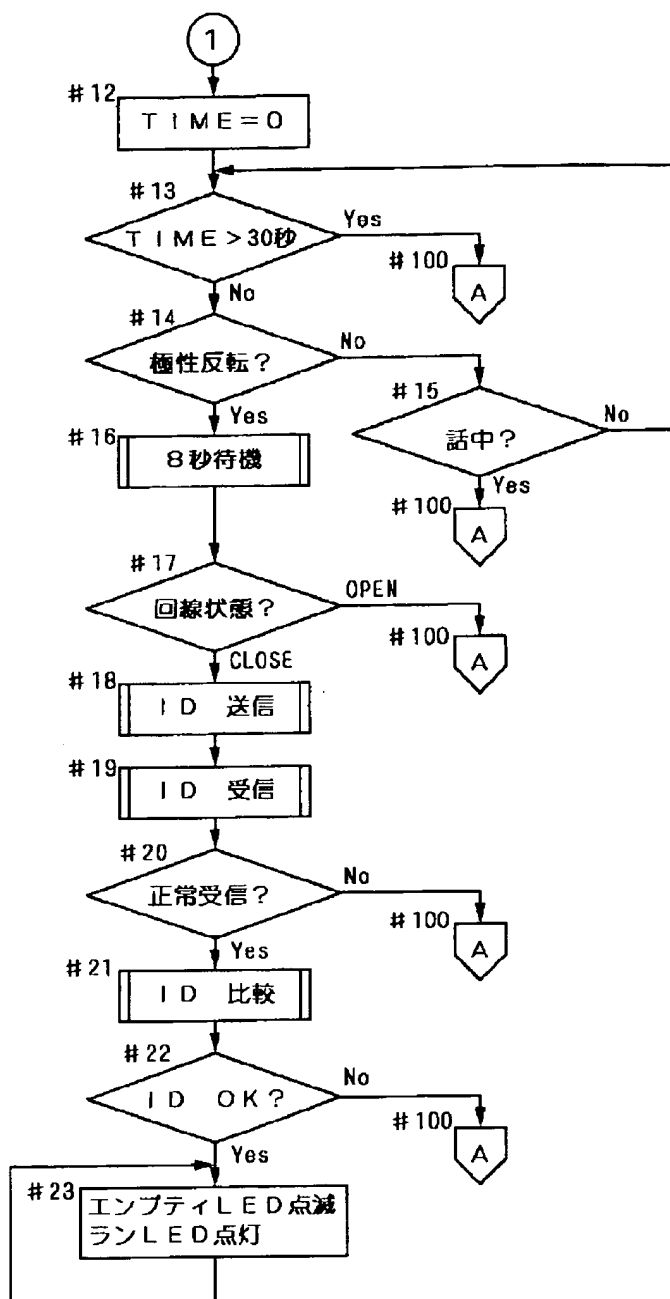 1
#12
TIME=0
#13
TIME>30秒
Yes
#100
A
No
#14
極性反転?
No
#15
話中?
No
Yes
#100
A
Yes
#16
8秒待機
#17
回線状態?
OPEN
#100
A
CLOSE
#18
ID 送信
#19
ID 受信
#20
正常受信?
No
#100
A
Yes
#21
ID 比較
#22
ID OK?
No
#100
A
Yes
#23
エンプティLED点滅
ランLED点灯